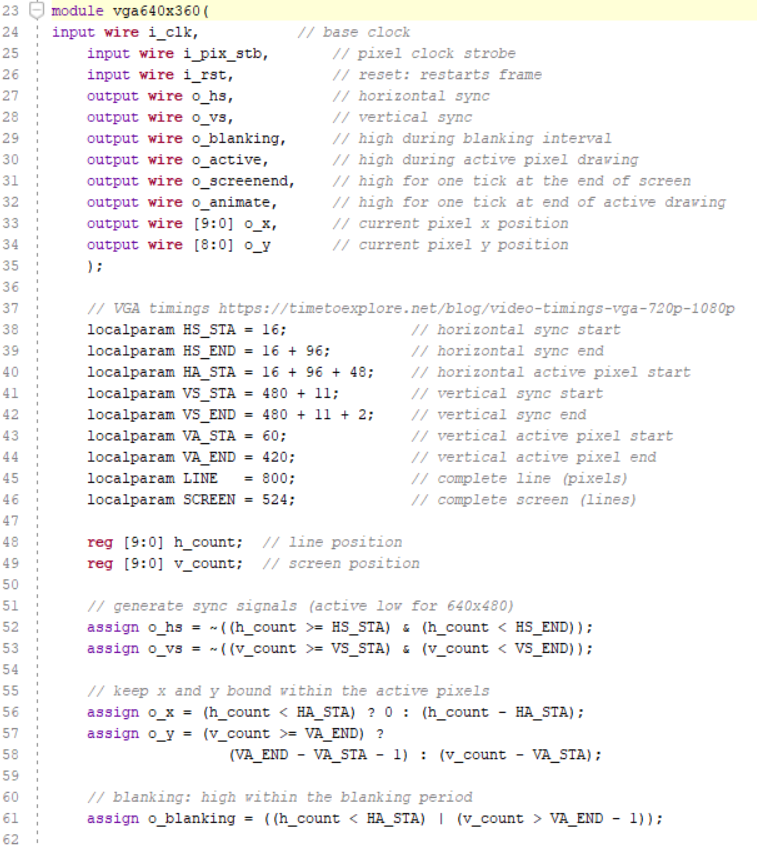 23 module vga640x360(
24 input wire i_clk,            // base clock
25     input wire i_pix_stb,        // pixel clock strobe
26     input wire i_rst,            // reset: restarts frame
27     output wire o_hs,            // horizontal sync
28     output wire o_vs,            // vertical sync
29     output wire o_blanking,      // high during blanking interval
30     output wire o_active,        // high during active pixel drawing
31     output wire o_screenend,     // high for one tick at the end of screen
32     output wire o_animate,       // high for one tick at end of active drawing
33     output wire [9:0] o_x,       // current pixel x position
34     output wire [8:0] o_y        // current pixel y position
35     );
36
37     // VGA timings https://timetoexplore.net/blog/video-timings-vga-720p-1080p
38     localparam HS_STA = 16;              // horizontal sync start
39     localparam HS_END = 16 + 96;         // horizontal sync end
40     localparam HA_STA = 16 + 96 + 48;    // horizontal active pixel start
41     localparam VS_STA = 480 + 11;        // vertical sync start
42     localparam VS_END = 480 + 11 + 2;    // vertical sync end
43     localparam VA_STA = 60;              // vertical active pixel start
44     localparam VA_END = 420;             // vertical active pixel end
45     localparam LINE   = 800;             // complete line (pixels)
46     localparam SCREEN = 524;             // complete screen (lines)
47
48     reg [9:0] h_count;  // line position
49     reg [9:0] v_count;  // screen position
50
51     // generate sync signals (active low for 640x480)
52     assign o_hs = ~((h_count >= HS_STA) & (h_count < HS_END));
53     assign o_vs = ~((v_count >= VS_STA) & (v_count < VS_END));
54
55     // keep x and y bound within the active pixels
56     assign o_x = (h_count < HA_STA) ? 0 : (h_count - HA_STA);
57     assign o_y = (v_count >= VA_END) ?
58                     (VA_END - VA_STA - 1) : (v_count - VA_STA);
59
60     // blanking: high within the blanking period
61     assign o_blanking = ((h_count < HA_STA) | (v_count > VA_END - 1));
62